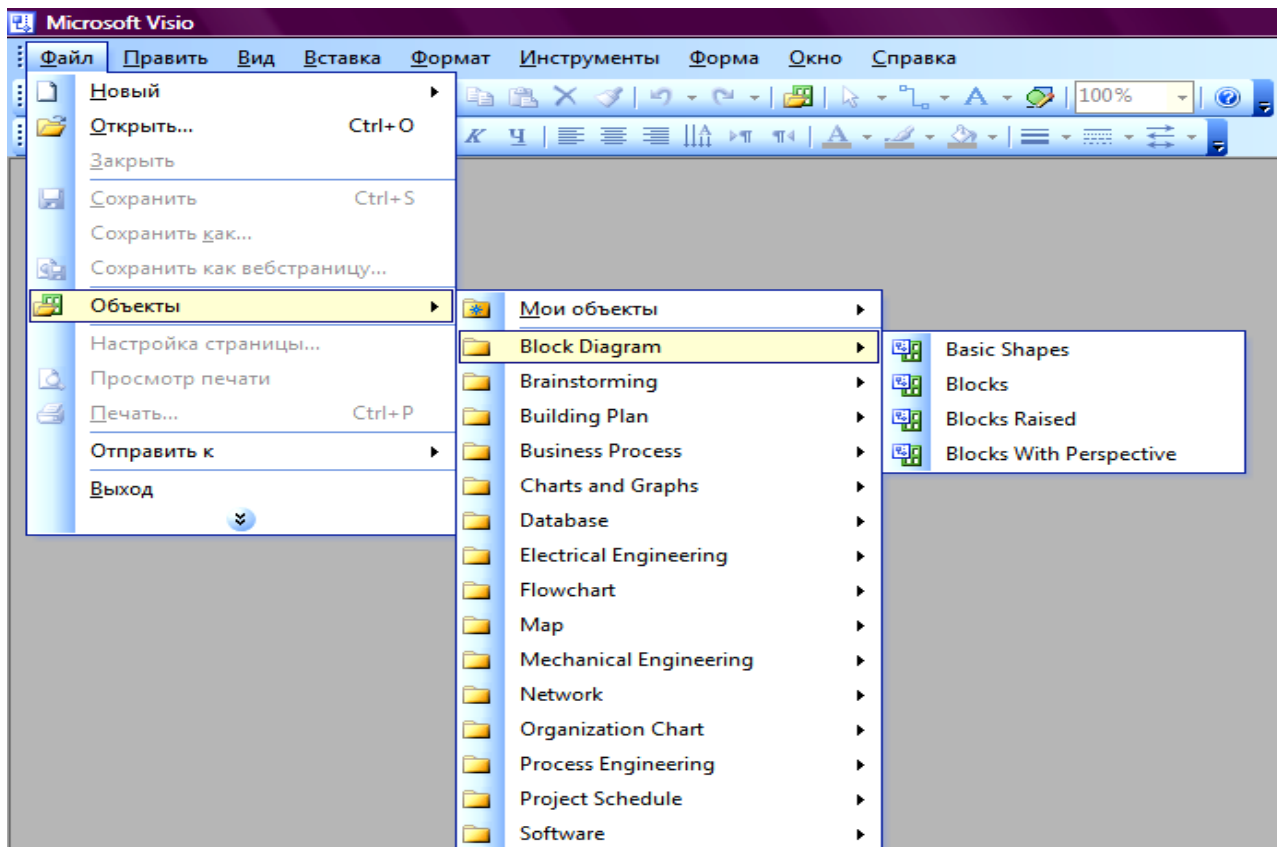 Microsoft Visio
Файл Править Вид Вставка Формат Инструменты Форма Окно Справка
100%
К Ч
Новый
Открыть... Ctrl+O
Закрыть
Сохранить Ctrl+S
Сохранить как...
Сохранить как вебстраницу...
Объекты
Настройка страницы...
Просмотр печати
Печать... Ctrl+P
Отправить к
Выход
Мои объекты
Block Diagram
Brainstorming
Building Plan
Business Process
Charts and Graphs
Database
Electrical Engineering
Flowchart
Map
Mechanical Engineering
Network
Organization Chart
Process Engineering
Project Schedule
Software
Basic Shapes
Blocks
Blocks Raised
Blocks With Perspective